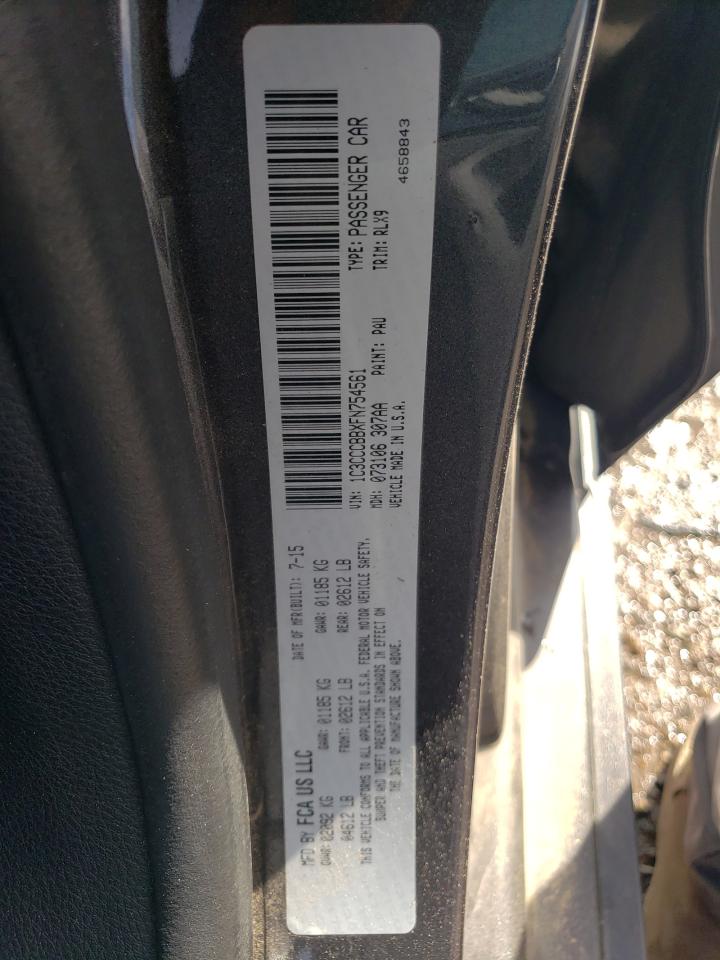 MFD BY FCA US LLC
DATE OF MFR(BUILT): 7-15
GVWR: 02092 KG
GAWR: 01185 KG
GAWR: 01185 KG
04612 LB
FRONT: 02612 LB
REAR: 02612 LB
THIS VEHICLE CONFORMS TO ALL APPLICABLE U.S.A. FEDERAL MOTOR VEHICLE SAFETY,
BUMPER AND THEFT PREVENTION STANDARDS IN EFFECT ON
THE DATE OF MANUFACTURE SHOWN ABOVE.
VIN: 1C3CCCBBXFN754561
TYPE: PASSENGER CAR
MDH: 073106 307AA
PAINT: PAU
TRIM: RLX9
VEHICLE MADE IN U.S.A.
4658843